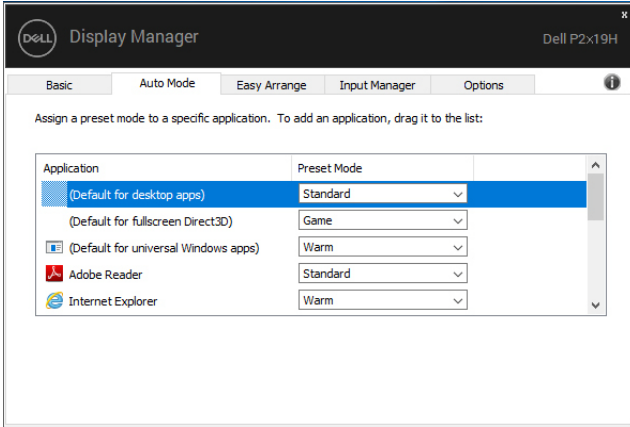 DELL Display Manager
x
Dell P2x19H
Basic Auto Mode Easy Arrange Input Manager Options
Assign a preset mode to a specific application. To add an application, drag it to the list:
Application Preset Mode
(Default for desktop apps) Standard
(Default for fullscreen Direct3D) Game
(Default for universal Windows apps) Warm
Adobe Reader Standard
Internet Explorer Warm